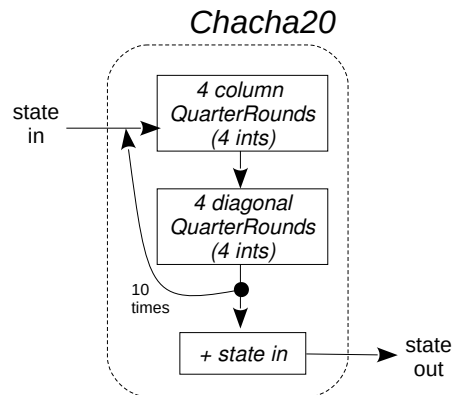 Chacha20
state
in
4 column
QuarterRounds
(4 ints)
4 diagonal
QuarterRounds
(4 ints)
10
times
+ state in
state
out